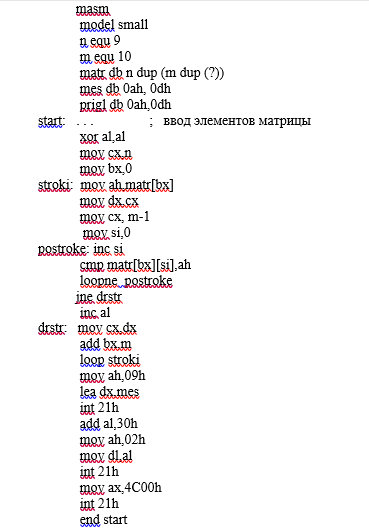 masm
model small
n equ 9
m equ 10
matr db n dup (m dup (?))
mes db 0ah, 0dh
prigl db 0ah,0dh
start: . . . ; ввод элементов матрицы
xor al,al
mov cx,n
mov bx,0
stroki: mov ah,matr[bx]
mov dx,cx
mov cx, m-1
mov si,0
postroke: inc si
cmp matr[bx][si],ah
loopne postroke
jne drstr
inc al
drstr: mov cx,dx
add bx,m
loop stroki
mov ah,09h
lea dx,mes
int 21h
add al,30h
mov ah,02h
mov dl,al
int 21h
mov ax,4C00h
int 21h
end start